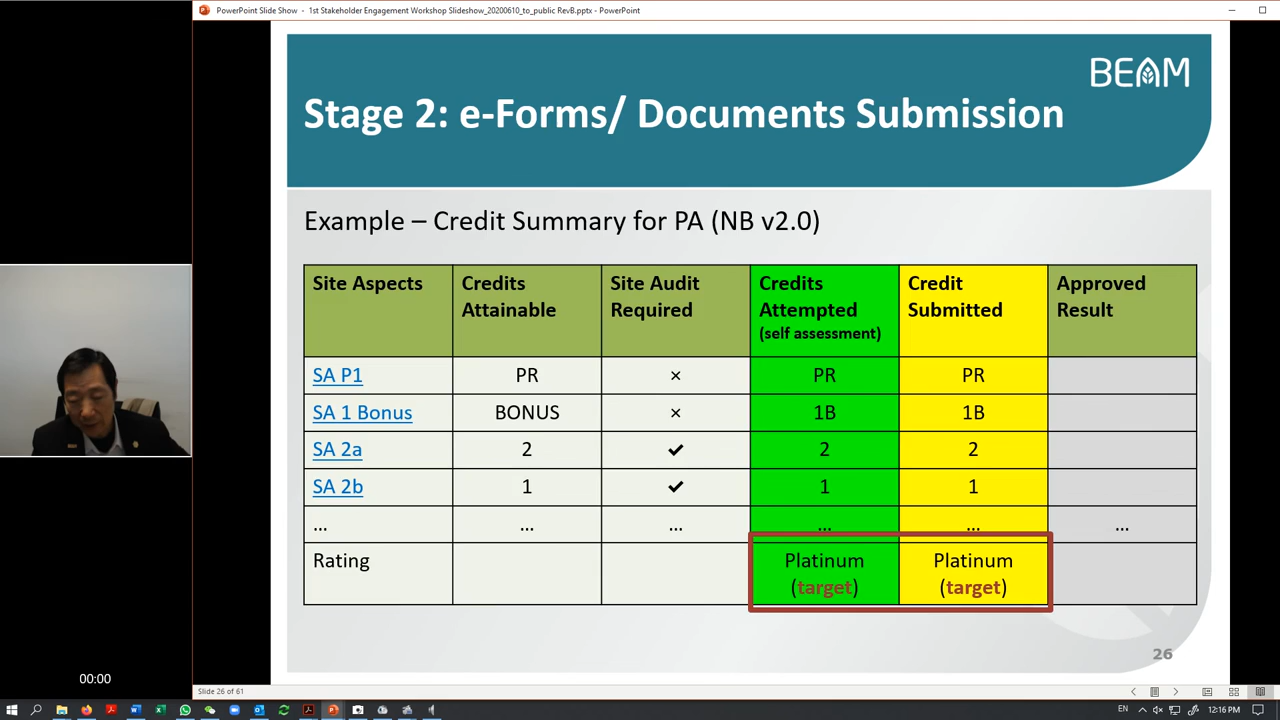 PowerPoint Slide Show - 1st Stakeholder Engagement Workshop Slideshow_20200610_to_public RevB.pptx - PowerPoint
BEAM
Stage 2: e-Forms/ Documents Submission
Example – Credit Summary for PA (NB v2.0)
Site Aspects Credits Attainable Site Audit Required Credits Attempted (self assessment) Credit Submitted Approved Result
SA P1 PR × PR PR
SA 1 Bonus BONUS × 1B 1B
SA 2a 2 ✔ 2 2
SA 2b 1 ✔ 1 1
... ... ... ... ... ...
Rating Platinum (target) Platinum (target)
26
00:00
Slide 26 of 61
EN 12:16 PM